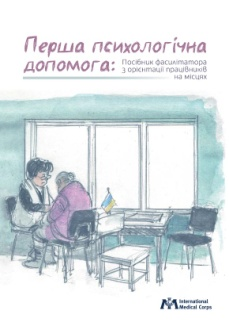 Перша психологічна
допомога:
Посібник фасилітатора
з орієнтації працівників
на місцях
International
Medical Corps